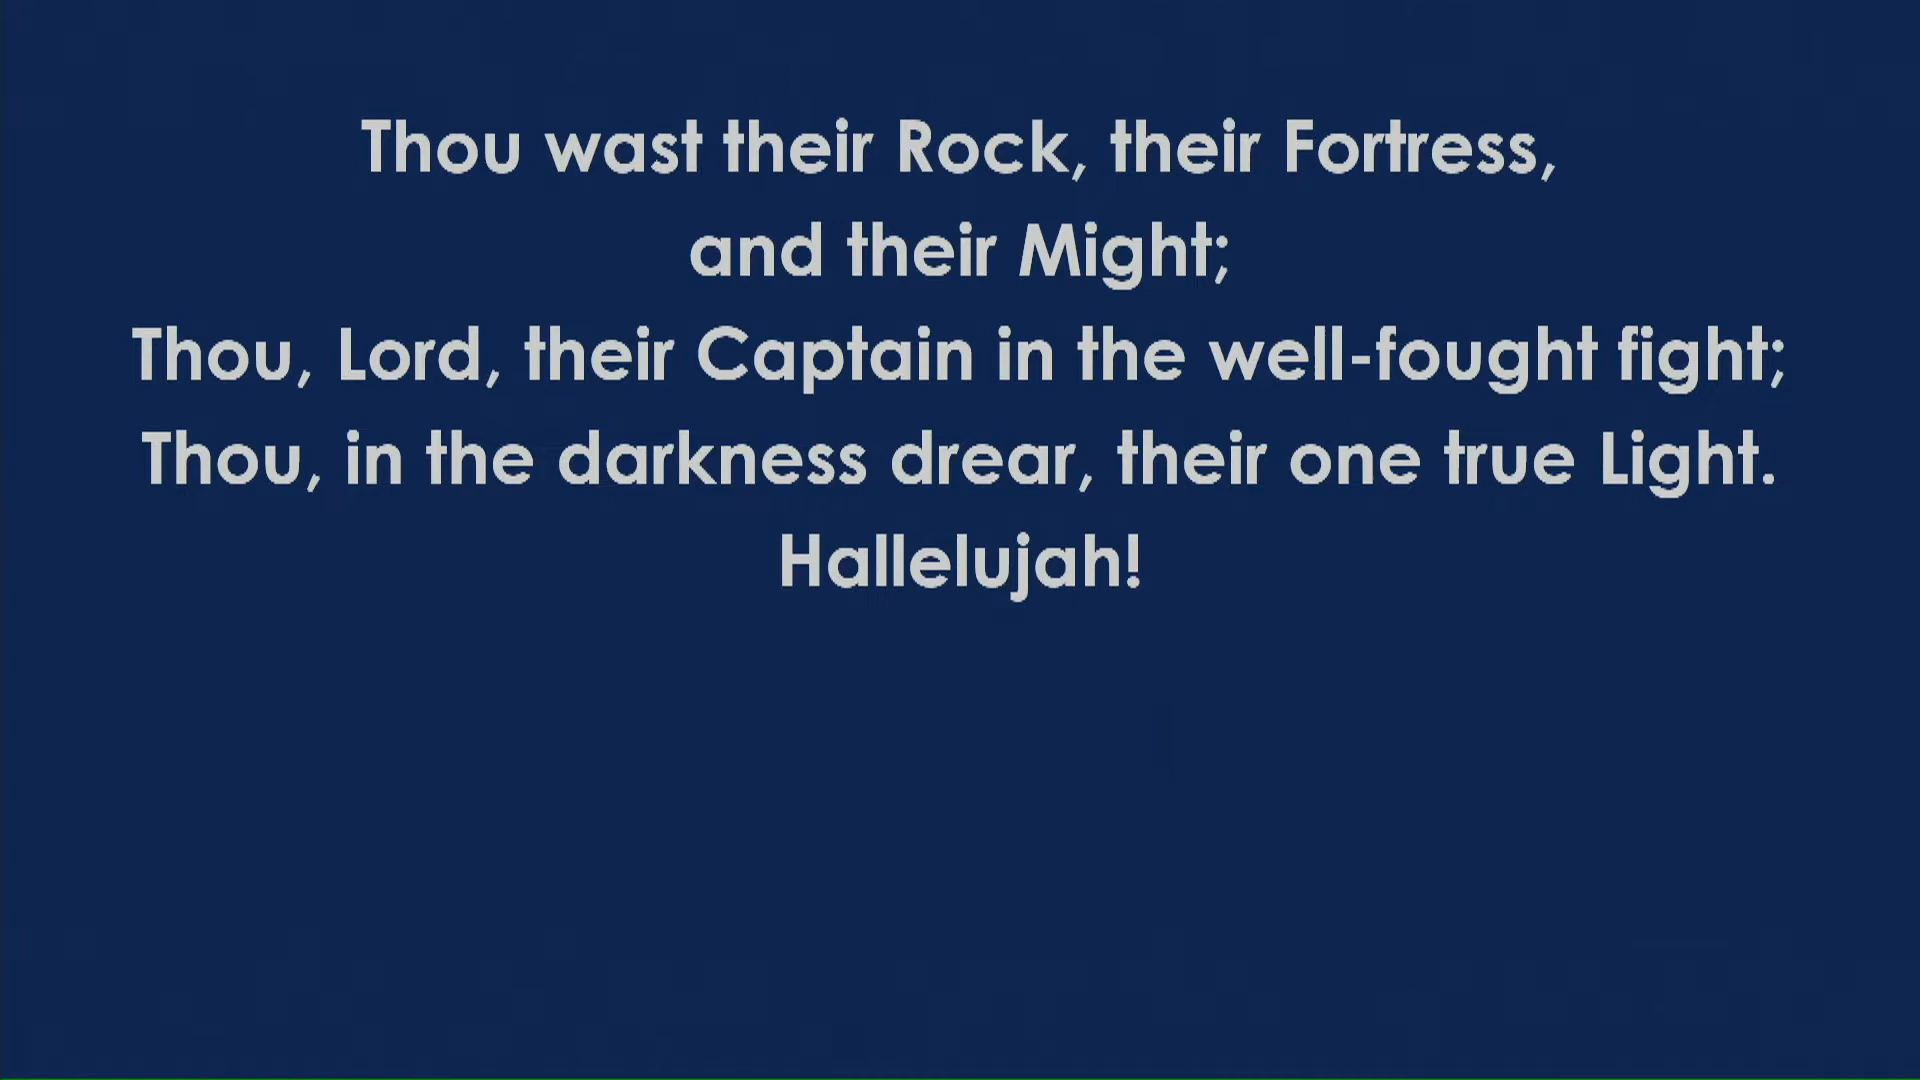 Thou wast their Rock, their Fortress,
and their Might;
Thou, Lord, their Captain in the well-fought fight;
Thou, in the darkness drear, their one true Light.
Hallelujah!